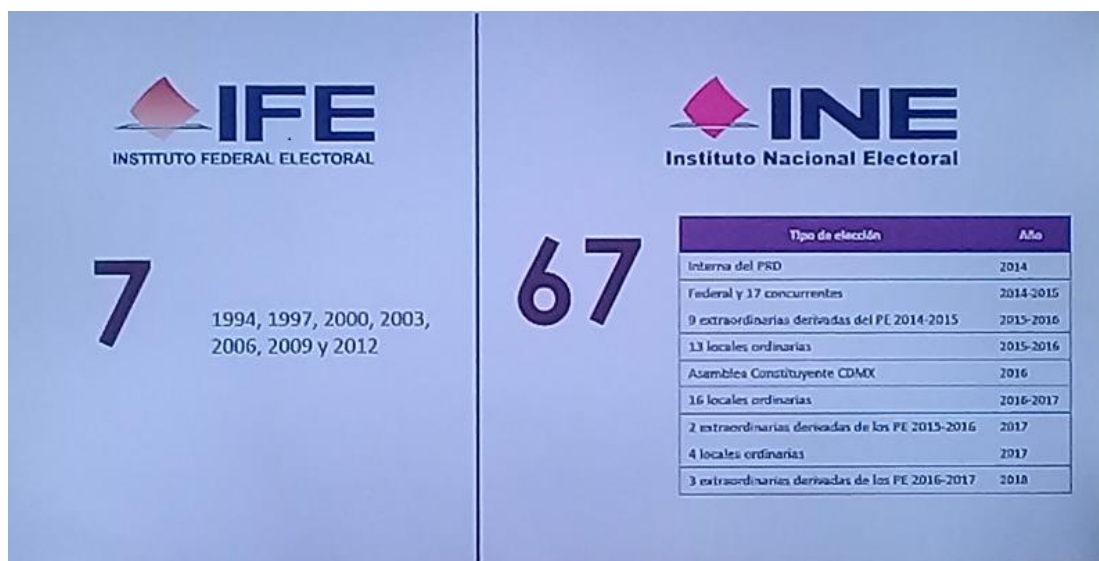 IFE
INSTITUTO FEDERAL ELECTORAL
7
1994, 1997, 2000, 2003,
2006, 2009 y 2012
INE
Instituto Nacional Electoral
67
Tipo de elección Año
Interna del PRD 2014
Federal y 17 concurrentes 2014-2015
9 extraordinarias derivadas del PE 2014-2015 2015-2016
13 locales ordinarias 2015-2016
Asamblea Constituyente CDMX 2016
16 locales ordinarias 2016-2017
2 extraordinarias derivadas de los PE 2015-2016 2017
4 locales ordinarias 2017
3 extraordinarias derivadas de los PE 2016-2017 2018